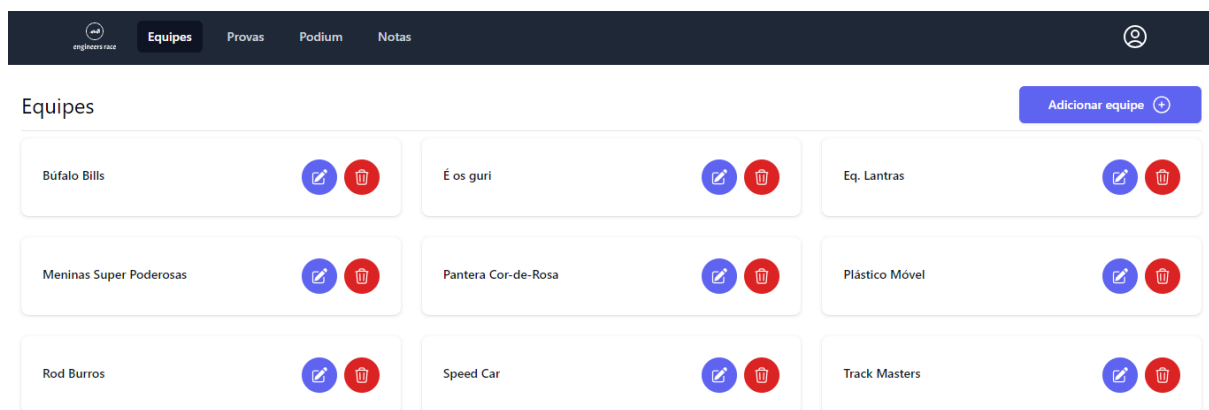 engineers race
Equipes Provas Podium Notas
Equipes
Adicionar equipe
Búfalo Bills
É os guri
Eq. Lantras
Meninas Super Poderosas
Pantera Cor-de-Rosa
Plástico Móvel
Rod Burros
Speed Car
Track Masters